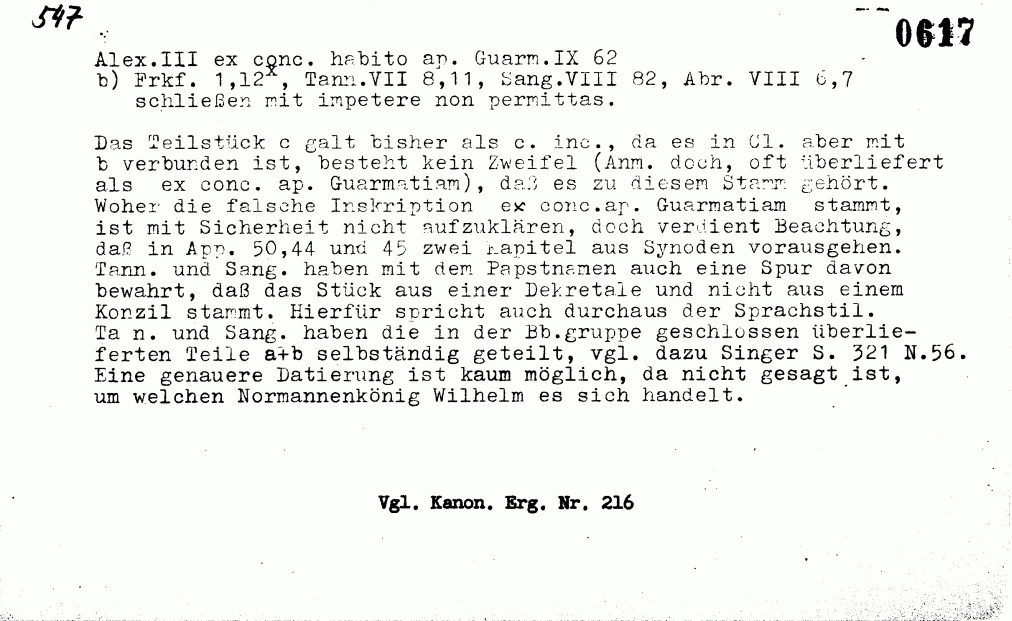 547
0617
Alex.III ex conc. habito ap. Guarm.IX 62
b) Frkf. 1,12x, Tann.VII 8,11, Sang.VIII 82, Abr. VIII 6,7
schließen mit impetere non permittas.
Das Teilstück c galt bisher als c. inc., da es in Cl. aber mit
b verbunden ist, besteht kein Zweifel (Anm. doch, oft überliefert
als ex conc. ap. Guarmatiam), daß es zu diesem Stamm gehört.
Woher die falsche Inskription ex conc.ap. Guarmatiam stammt,
ist mit Sicherheit nicht aufzuklären, doch verdient Beachtung,
daß in App. 50,44 und 45 zwei Kapitel aus Synoden vorausgehen.
Tann. und Sang. haben mit dem Papstnamen auch eine Spur davon
bewahrt, daß das Stück aus einer Dekretale und nicht aus einem
Konzil stammt. Hierfür spricht auch durchaus der Sprachstil.
Ta n. und Sang. haben die in der Bb.gruppe geschlossen überlie-
ferten Teile a+b selbständig geteilt, vgl. dazu Singer S. 321 N.56.
Eine genauere Datierung ist kaum möglich, da nicht gesagt ist,
um welchen Normannenkönig Wilhelm es sich handelt.
Vgl. Kanon. Erg. Nr. 216